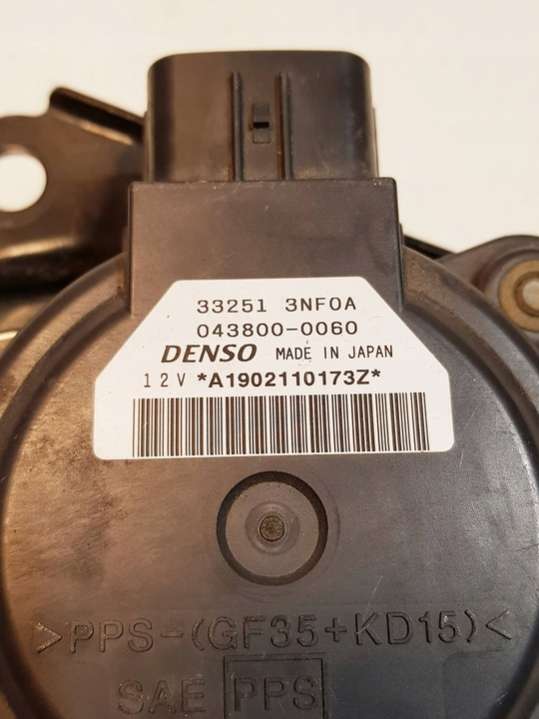 33251 3NF0A
043800-0060
DENSO MADE IN JAPAN
12V *A1902110173Z*
>PPS-(GF35+KD15)<
SAE PPS